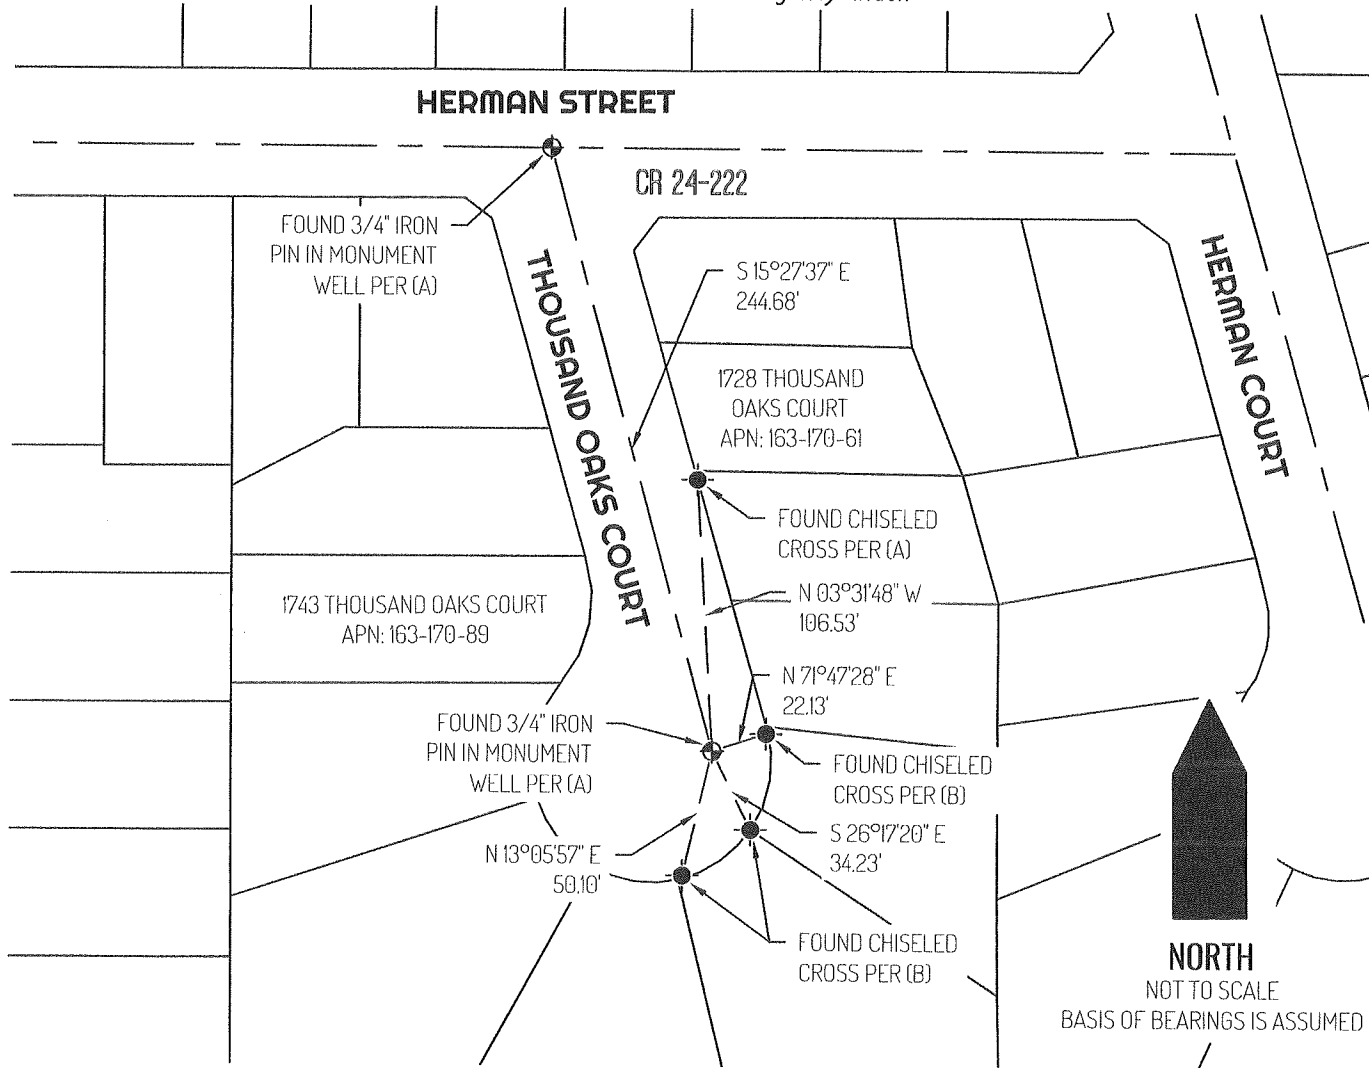 HERMAN STREET
CR 24-222
FOUND 3/4" IRON
PIN IN MONUMENT
WELL PER (A)
THOUSAND OAKS COURT
S 15°27'37" E
244.68'
HERMAN COURT
1728 THOUSAND
OAKS COURT
APN: 163-170-61
FOUND CHISELED
CROSS PER (A)
N 03°31'48" W
106.53'
1743 THOUSAND OAKS COURT
APN: 163-170-89
N 71°47'28" E
22.13'
FOUND 3/4" IRON
PIN IN MONUMENT
WELL PER (A)
FOUND CHISELED
CROSS PER (B)
S 26°17'20" E
34.23'
N 13°05'57" E
50.10'
FOUND CHISELED
CROSS PER (B)
NORTH
NOT TO SCALE
BASIS OF BEARINGS IS ASSUMED